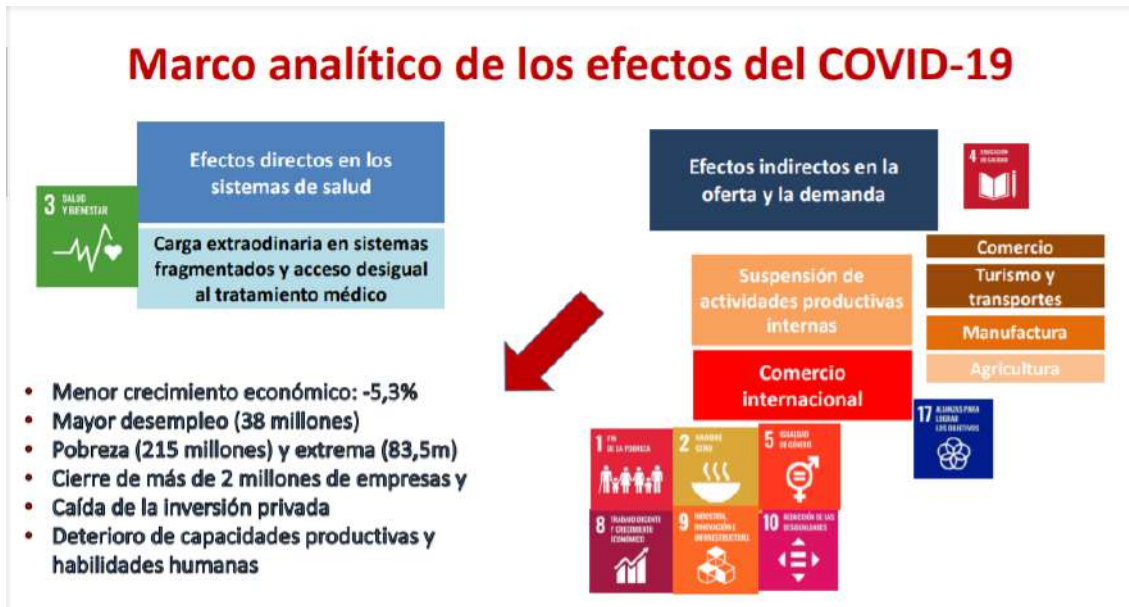 Marco analítico de los efectos del COVID-19
Efectos directos en los
sistemas de salud
3 SALUD
Y BIENESTAR
Carga extraodinaria en sistemas
fragmentados y acceso desigual
al tratamiento médico
Efectos indirectos en la
oferta y la demanda
4 EDUCACIÓN
DE CALIDAD
Suspensión de
actividades productivas
internas
Comercio
internacional
Comercio
Turismo y
transportes
Manufactura
Agricultura
17 ALIANZAS PARA
LOGRAR
LOS OBJETIVOS
1 FIN
DE LA POBREZA
2 HAMBRE
CERO
5 IGUALDAD
DE GÉNERO
8 TRABAJO DECENTE
Y CRECIMIENTO
ECONÓMICO
9 INDUSTRIA,
INNOVACIÓN E
INFRAESTRUCTURA
10 REDUCCIÓN DE LAS
DESIGUALDADES
• Menor crecimiento económico: -5,3%
• Mayor desempleo (38 millones)
• Pobreza (215 millones) y extrema (83,5m)
• Cierre de más de 2 millones de empresas y
• Caída de la inversión privada
• Deterioro de capacidades productivas y
habilidades humanas